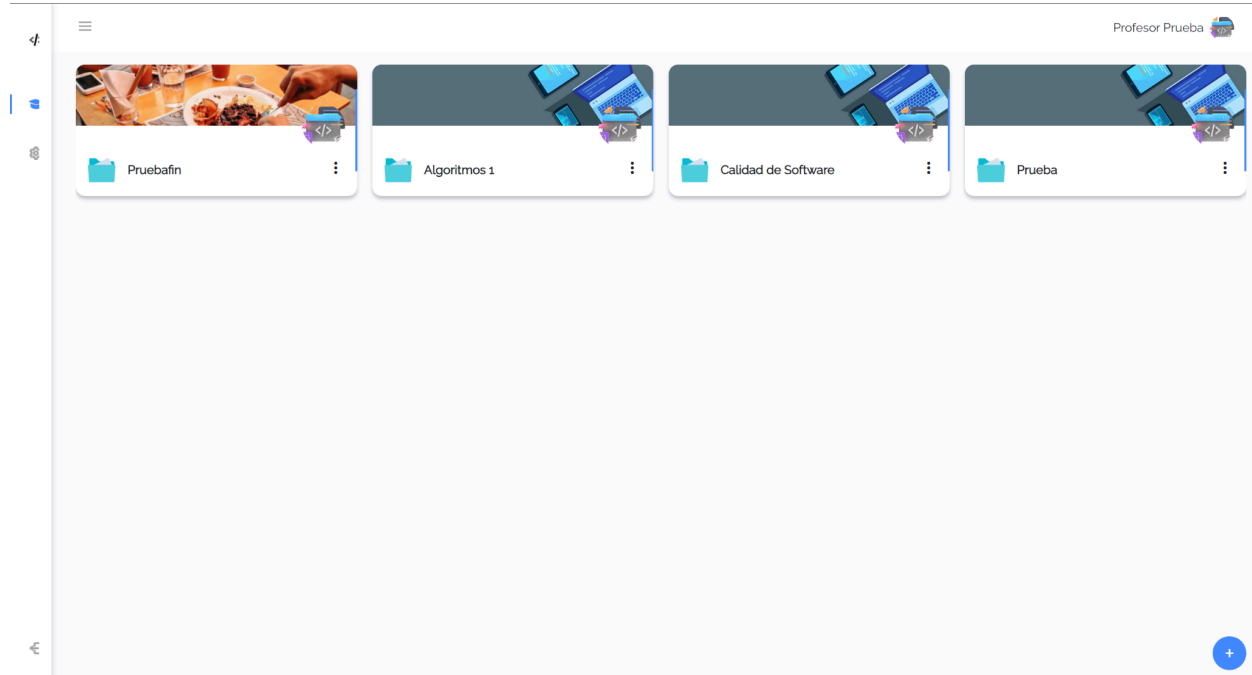 Profesor Prueba
Pruebafin
Algoritmos 1
Calidad de Software
Prueba